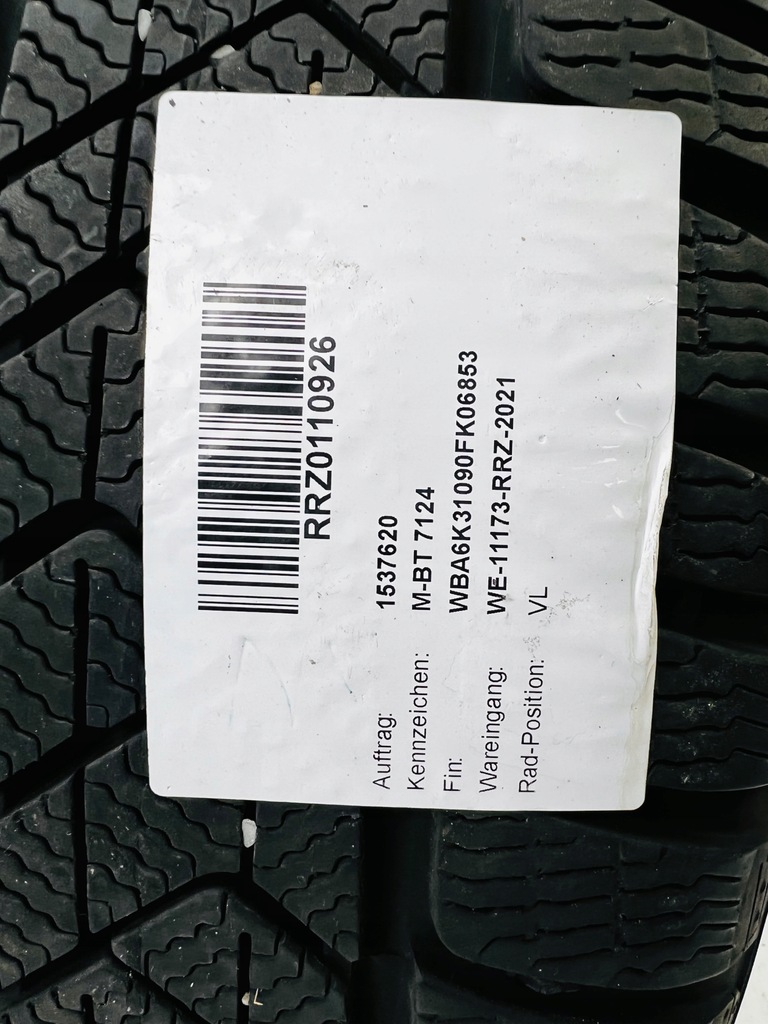 RRZ0110926
Auftrag: 1537620
Kennzeichen: M-BT 7124
Fin: WBA6K31090FK06853
Wareingang: WE-11173-RRZ-2021
Rad-Position: VL